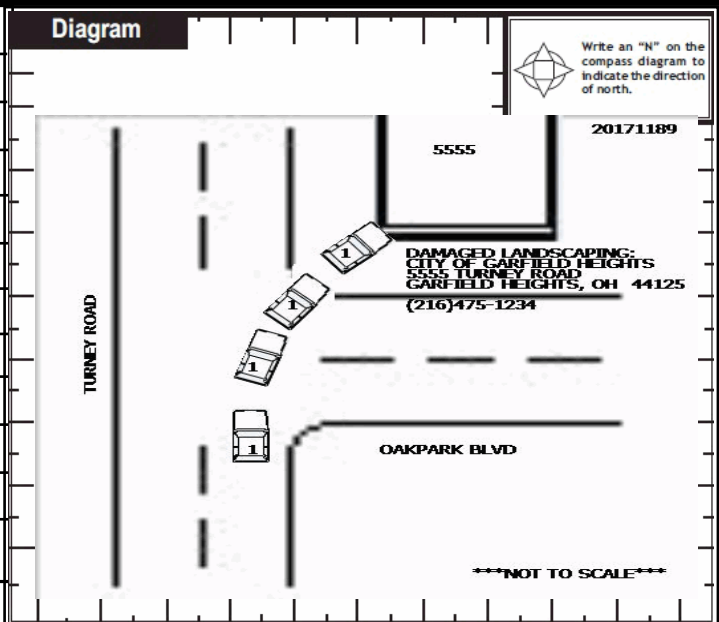 Diagram
Write an “N” on the
compass diagram to
indicate the direction
of north.
20171189
5555
1
DAMAGED LANDSCAPING:
CITY OF GARFIELD HEIGHTS
5555 TURNEY ROAD
GARFIELD HEIGHTS, OH 44125
(216)475-1234
1
TURNEY ROAD
1
1
OAKPARK BLVD
***NOT TO SCALE***